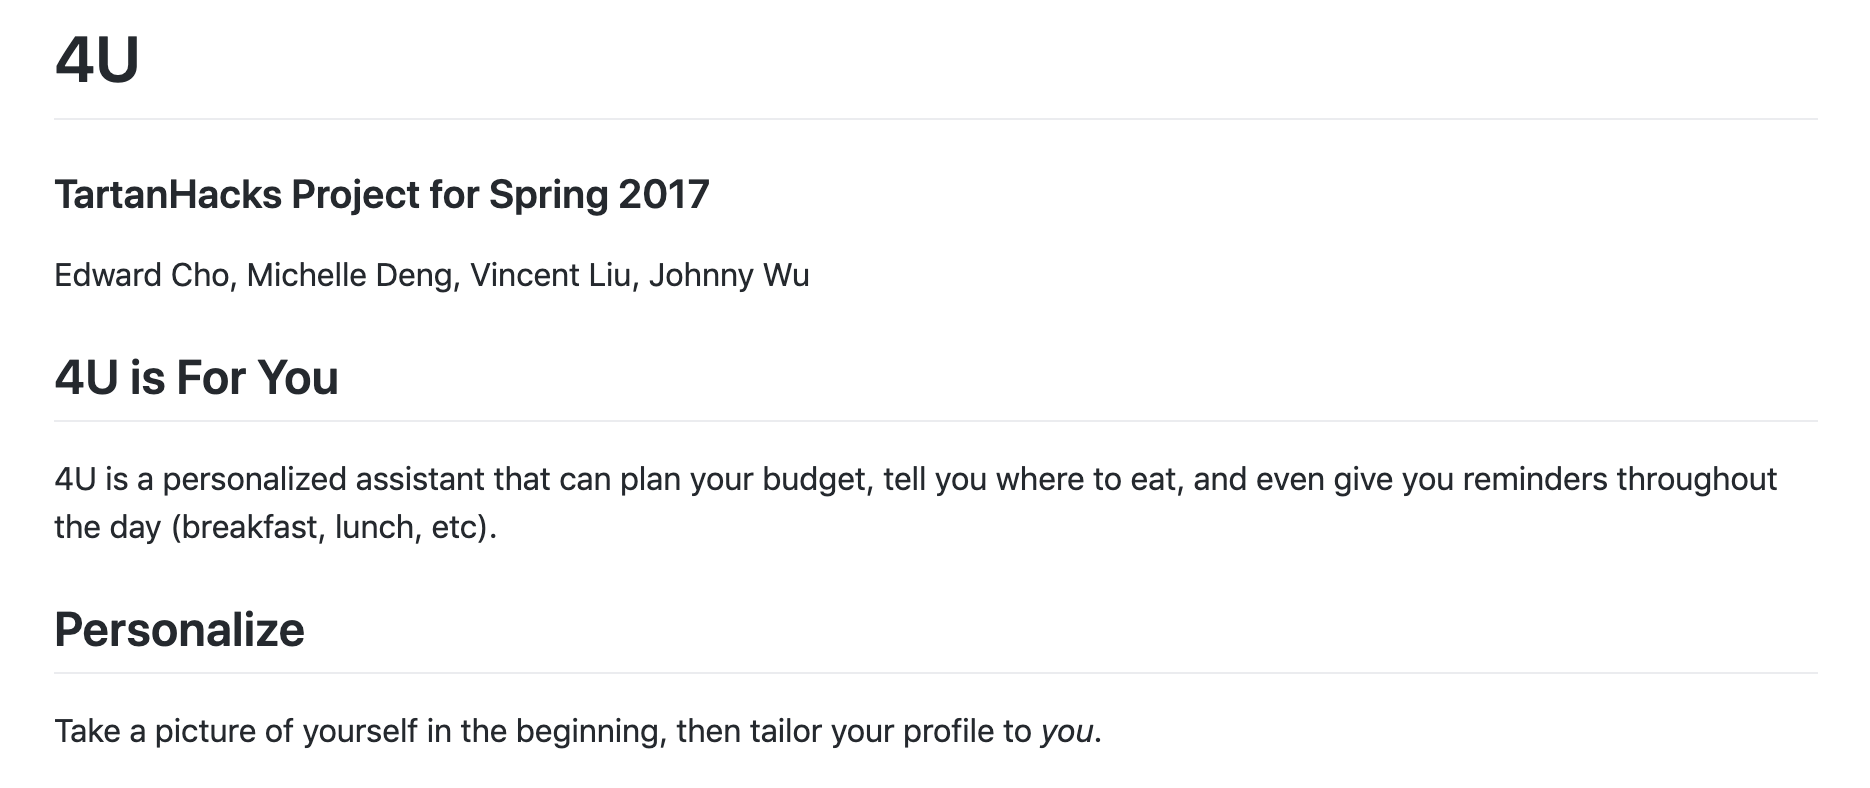 4U
TartanHacks Project for Spring 2017
Edward Cho, Michelle Deng, Vincent Liu, Johnny Wu
4U is For You
4U is a personalized assistant that can plan your budget, tell you where to eat, and even give you reminders throughout
the day (breakfast, lunch, etc).
Personalize
Take a picture of yourself in the beginning, then tailor your profile to you.